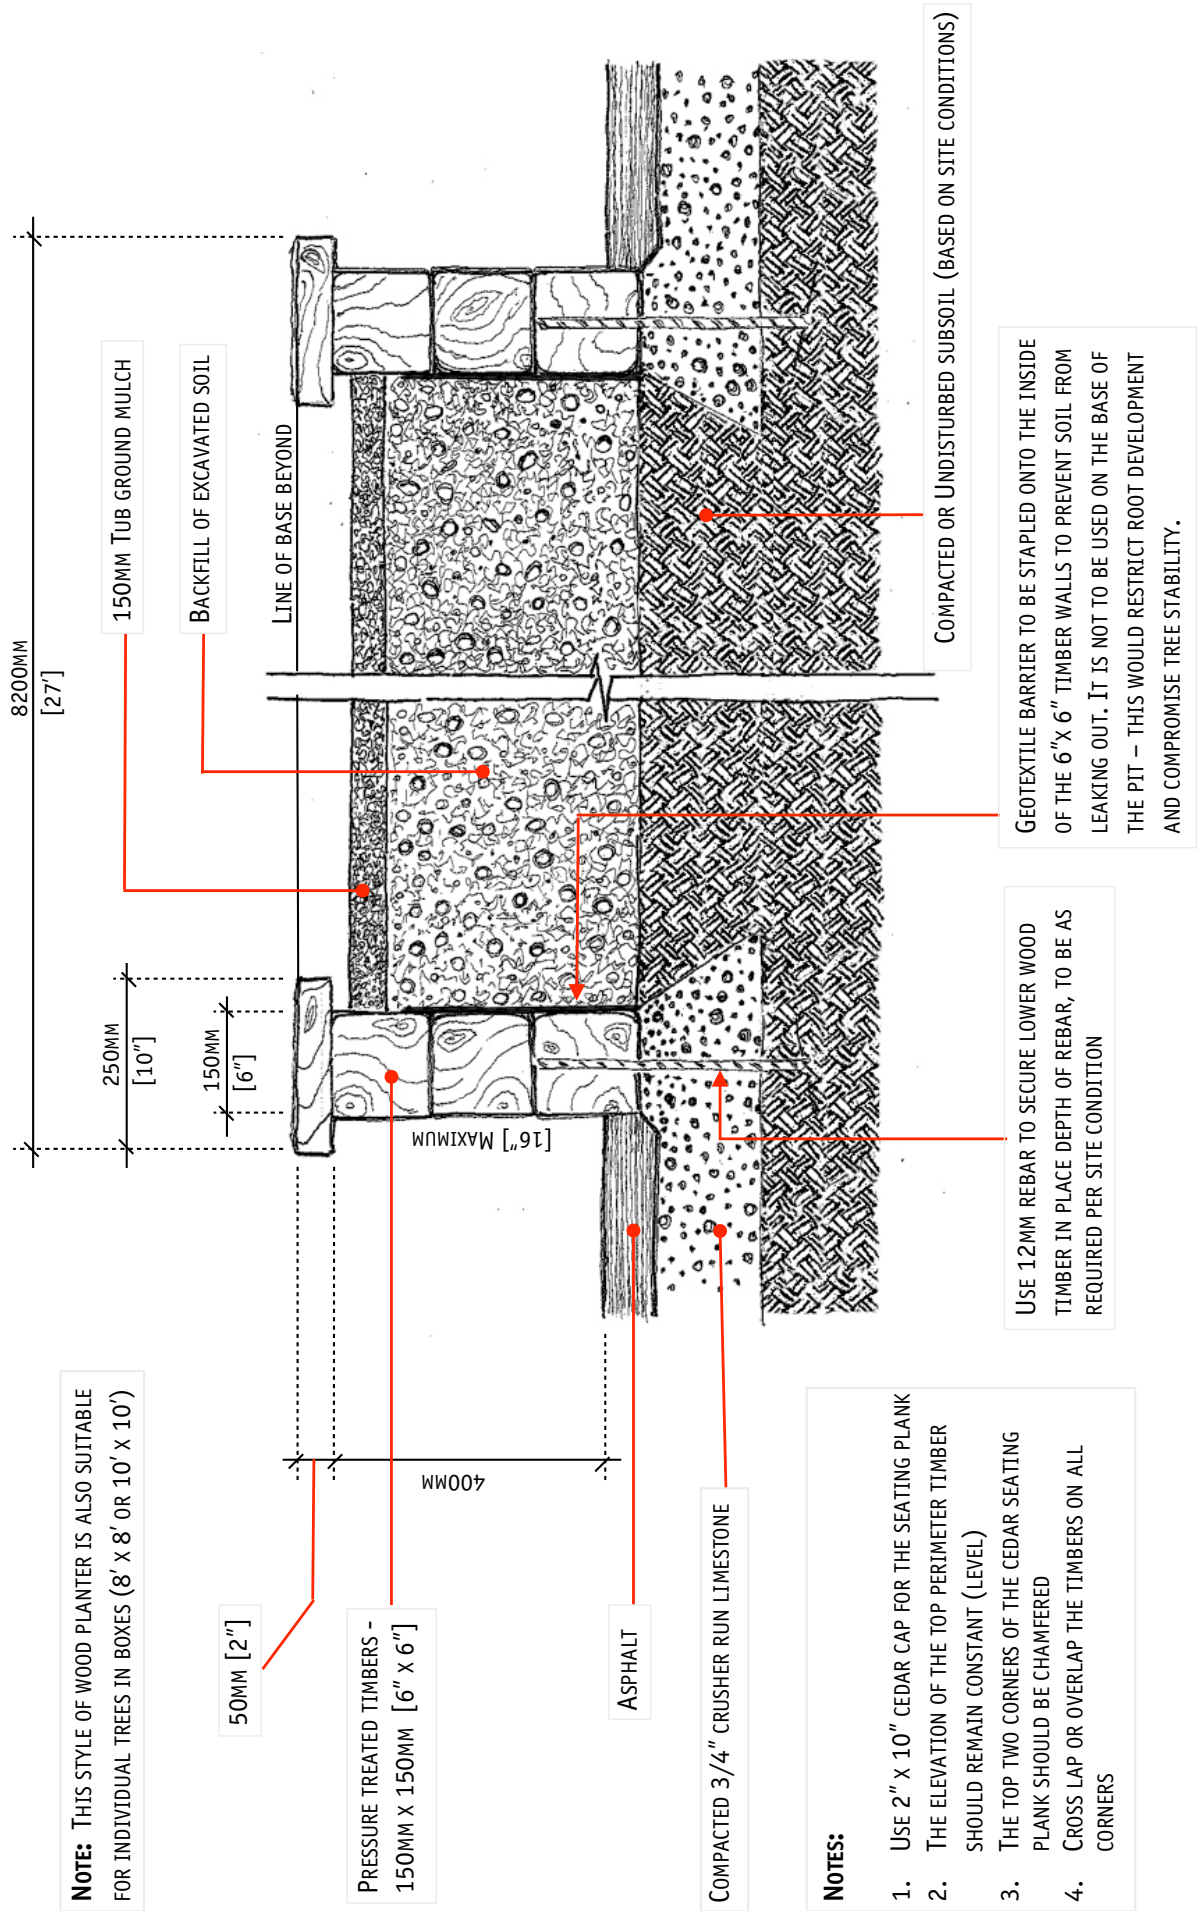 NOTE: THIS STYLE OF WOOD PLANTER IS ALSO SUITABLE
FOR INDIVIDUAL TREES IN BOXES (8' X 8' OR 10' X 10')
8200MM
[27']
250MM
[10"]
150MM
[6"]
150MM TUB GROUND MULCH
BACKFILL OF EXCAVATED SOIL
LINE OF BASE BEYOND
50MM [2"]
PRESSURE TREATED TIMBERS -
150MM X 150MM [6" X 6"]
400MM
[16"] MAXIMUM
ASPHALT
COMPACTED 3/4" CRUSHER RUN LIMESTONE
COMPACTED OR UNDISTURBED SUBSOIL (BASED ON SITE CONDITIONS)
USE 12MM REBAR TO SECURE LOWER WOOD
TIMBER IN PLACE DEPTH OF REBAR, TO BE AS
REQUIRED PER SITE CONDITION
GEOTEXTILE BARRIER TO BE STAPLED ONTO THE INSIDE
OF THE 6"X 6" TIMBER WALLS TO PREVENT SOIL FROM
LEAKING OUT. IT IS NOT TO BE USED ON THE BASE OF
THE PIT – THIS WOULD RESTRICT ROOT DEVELOPMENT
AND COMPROMISE TREE STABILITY.
NOTES:
1. USE 2" X 10" CEDAR CAP FOR THE SEATING PLANK
2. THE ELEVATION OF THE TOP PERIMETER TIMBER
SHOULD REMAIN CONSTANT (LEVEL)
3. THE TOP TWO CORNERS OF THE CEDAR SEATING
PLANK SHOULD BE CHAMFERED
4. CROSS LAP OR OVERLAP THE TIMBERS ON ALL
CORNERS